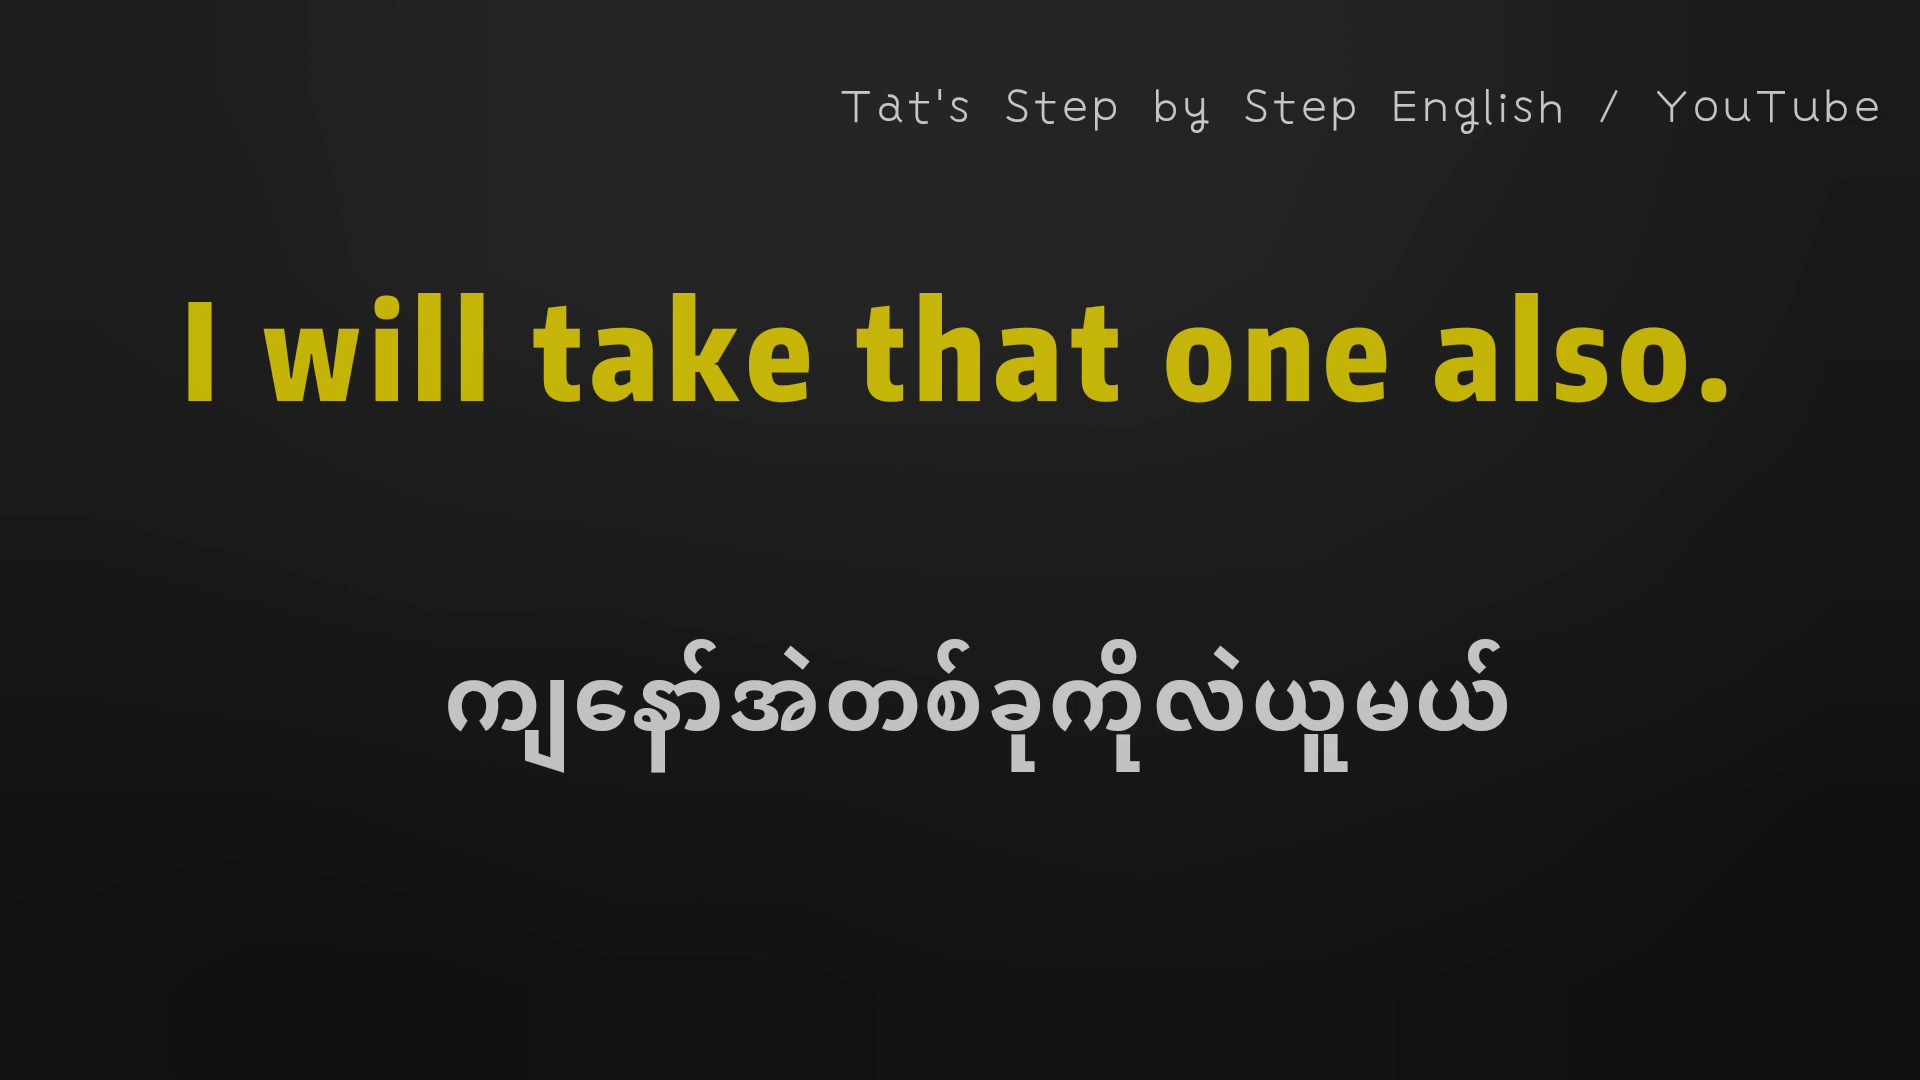 Tat's Step by Step English / YouTube
I will take that one also.
ကျနော်အဲတစ်ခုကိုလဲယူမယ်